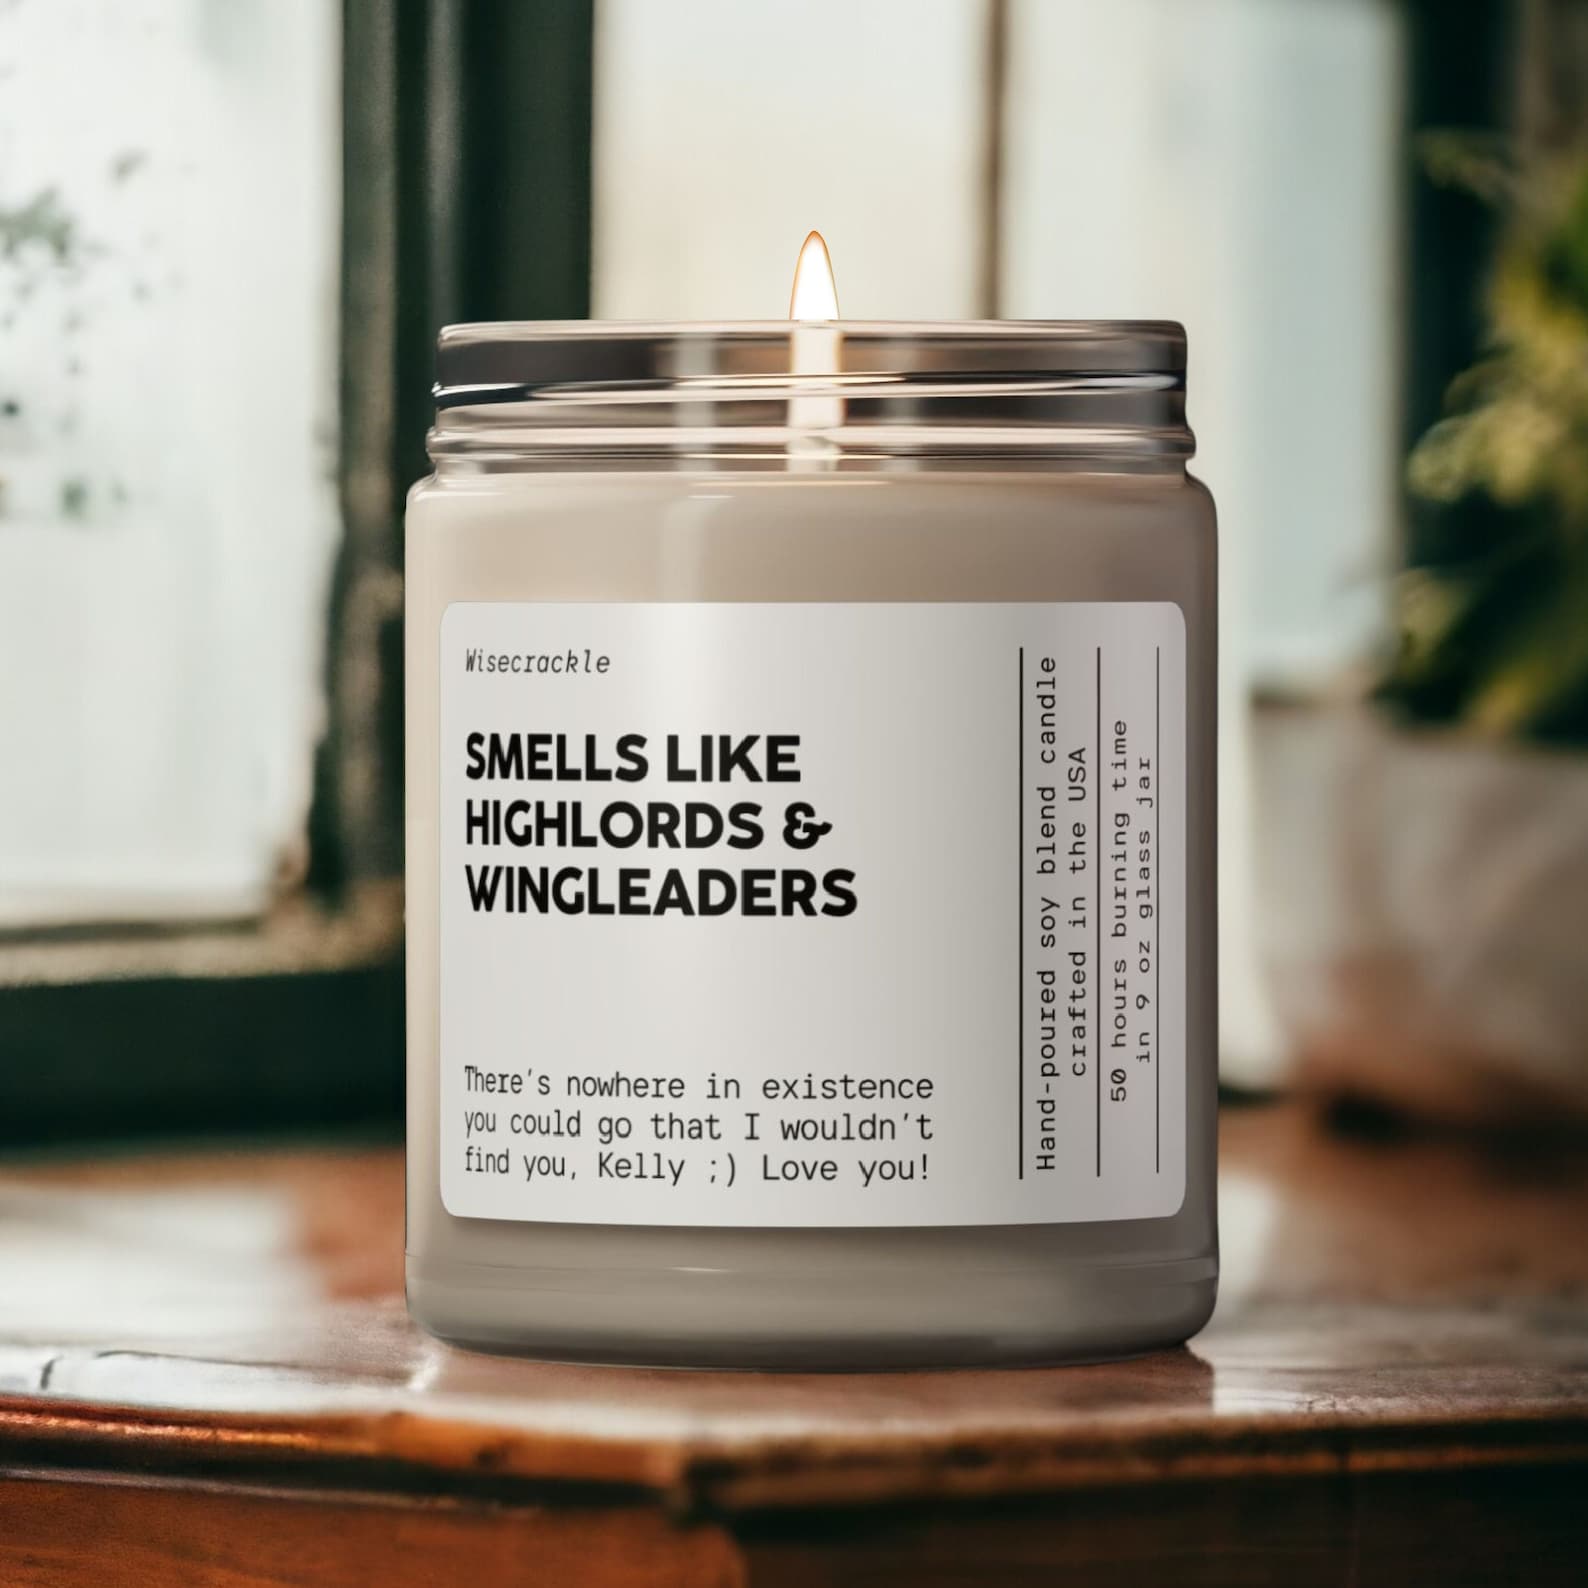 Wisecrackle
SMELLS LIKE
HIGHLORDS &
WINGLEADERS
There's nowhere in existence
you could go that I wouldn't
find you, Kelly ;) Love you!
Hand-poured soy blend candle
crafted in the USA
50 hours burning time
in 9 oz glass jar